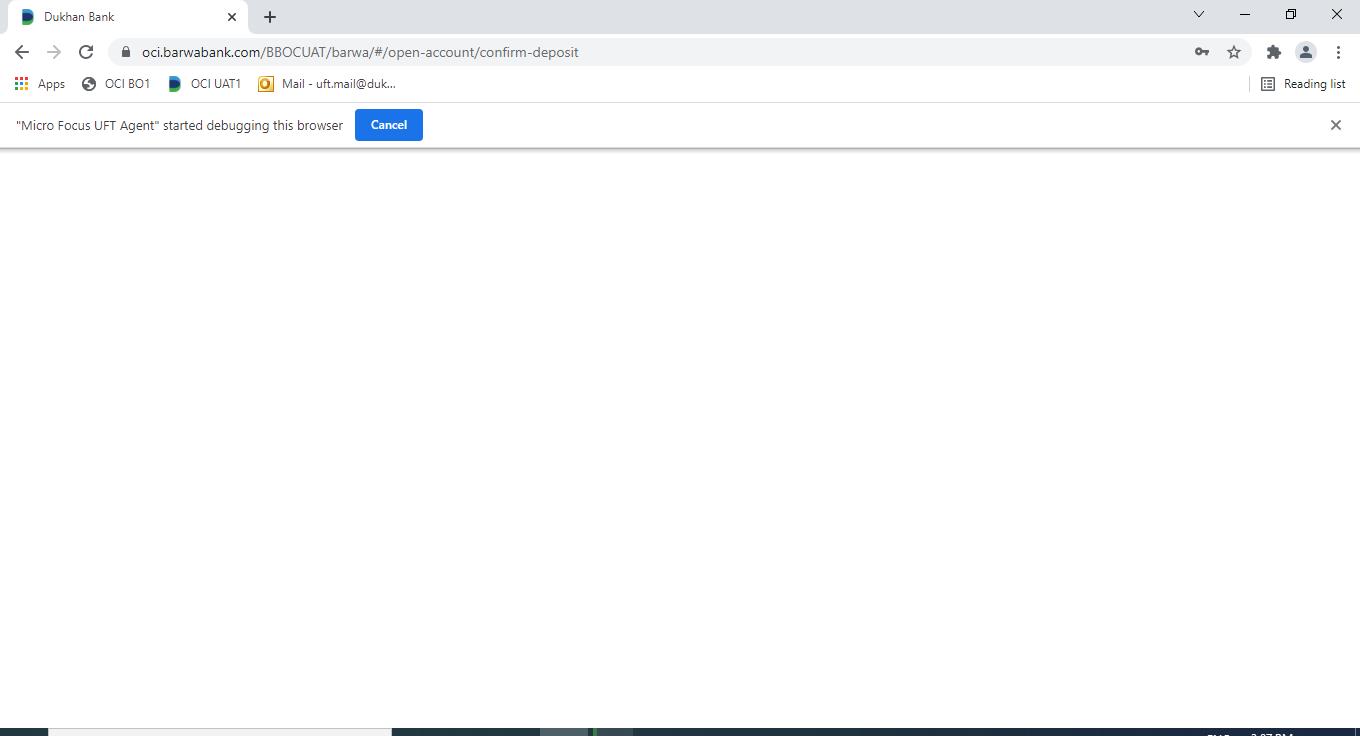 Dukhan Bank
oci.barwabank.com/BBOCUAT/barwa/#/open-account/confirm-deposit
Apps OCI BO1 OCI UAT1 Mail - uft.mail@duk... Reading list
"Micro Focus UFT Agent" started debugging this browser Cancel